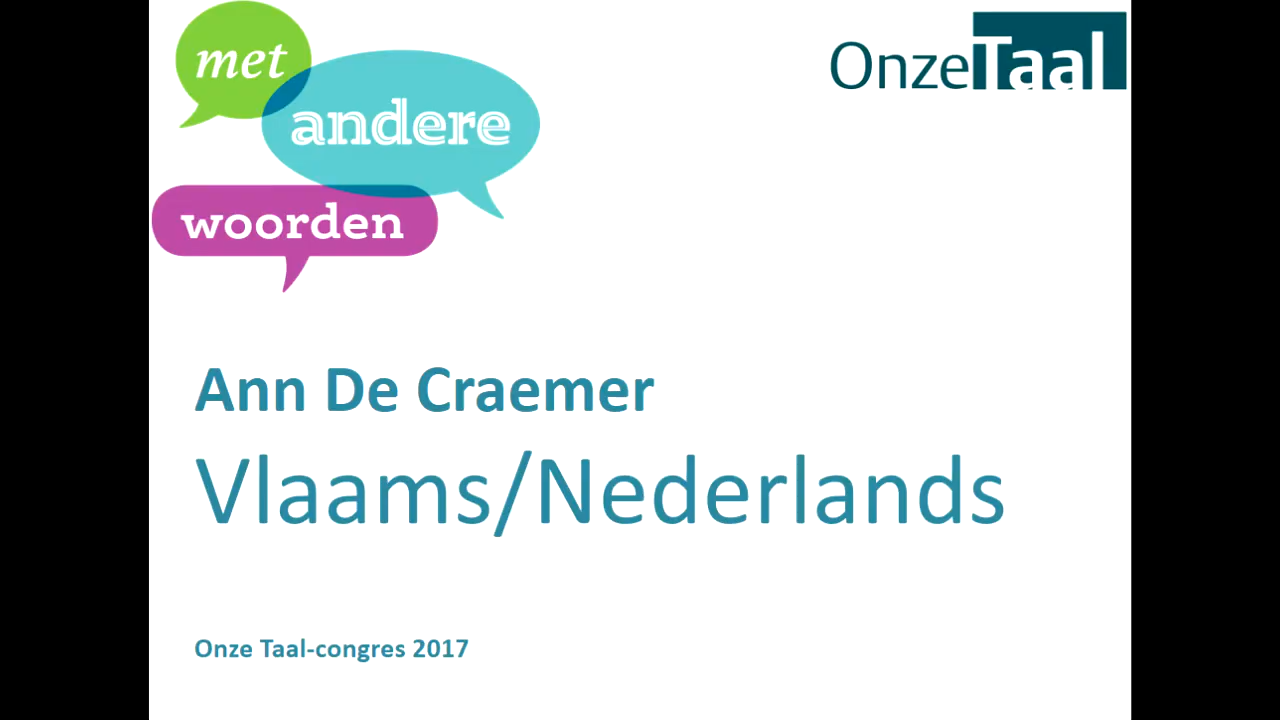 met
andere
woorden
OnzeTaal
Ann De Craemer
Vlaams/Nederlands
Onze Taal-congres 2017